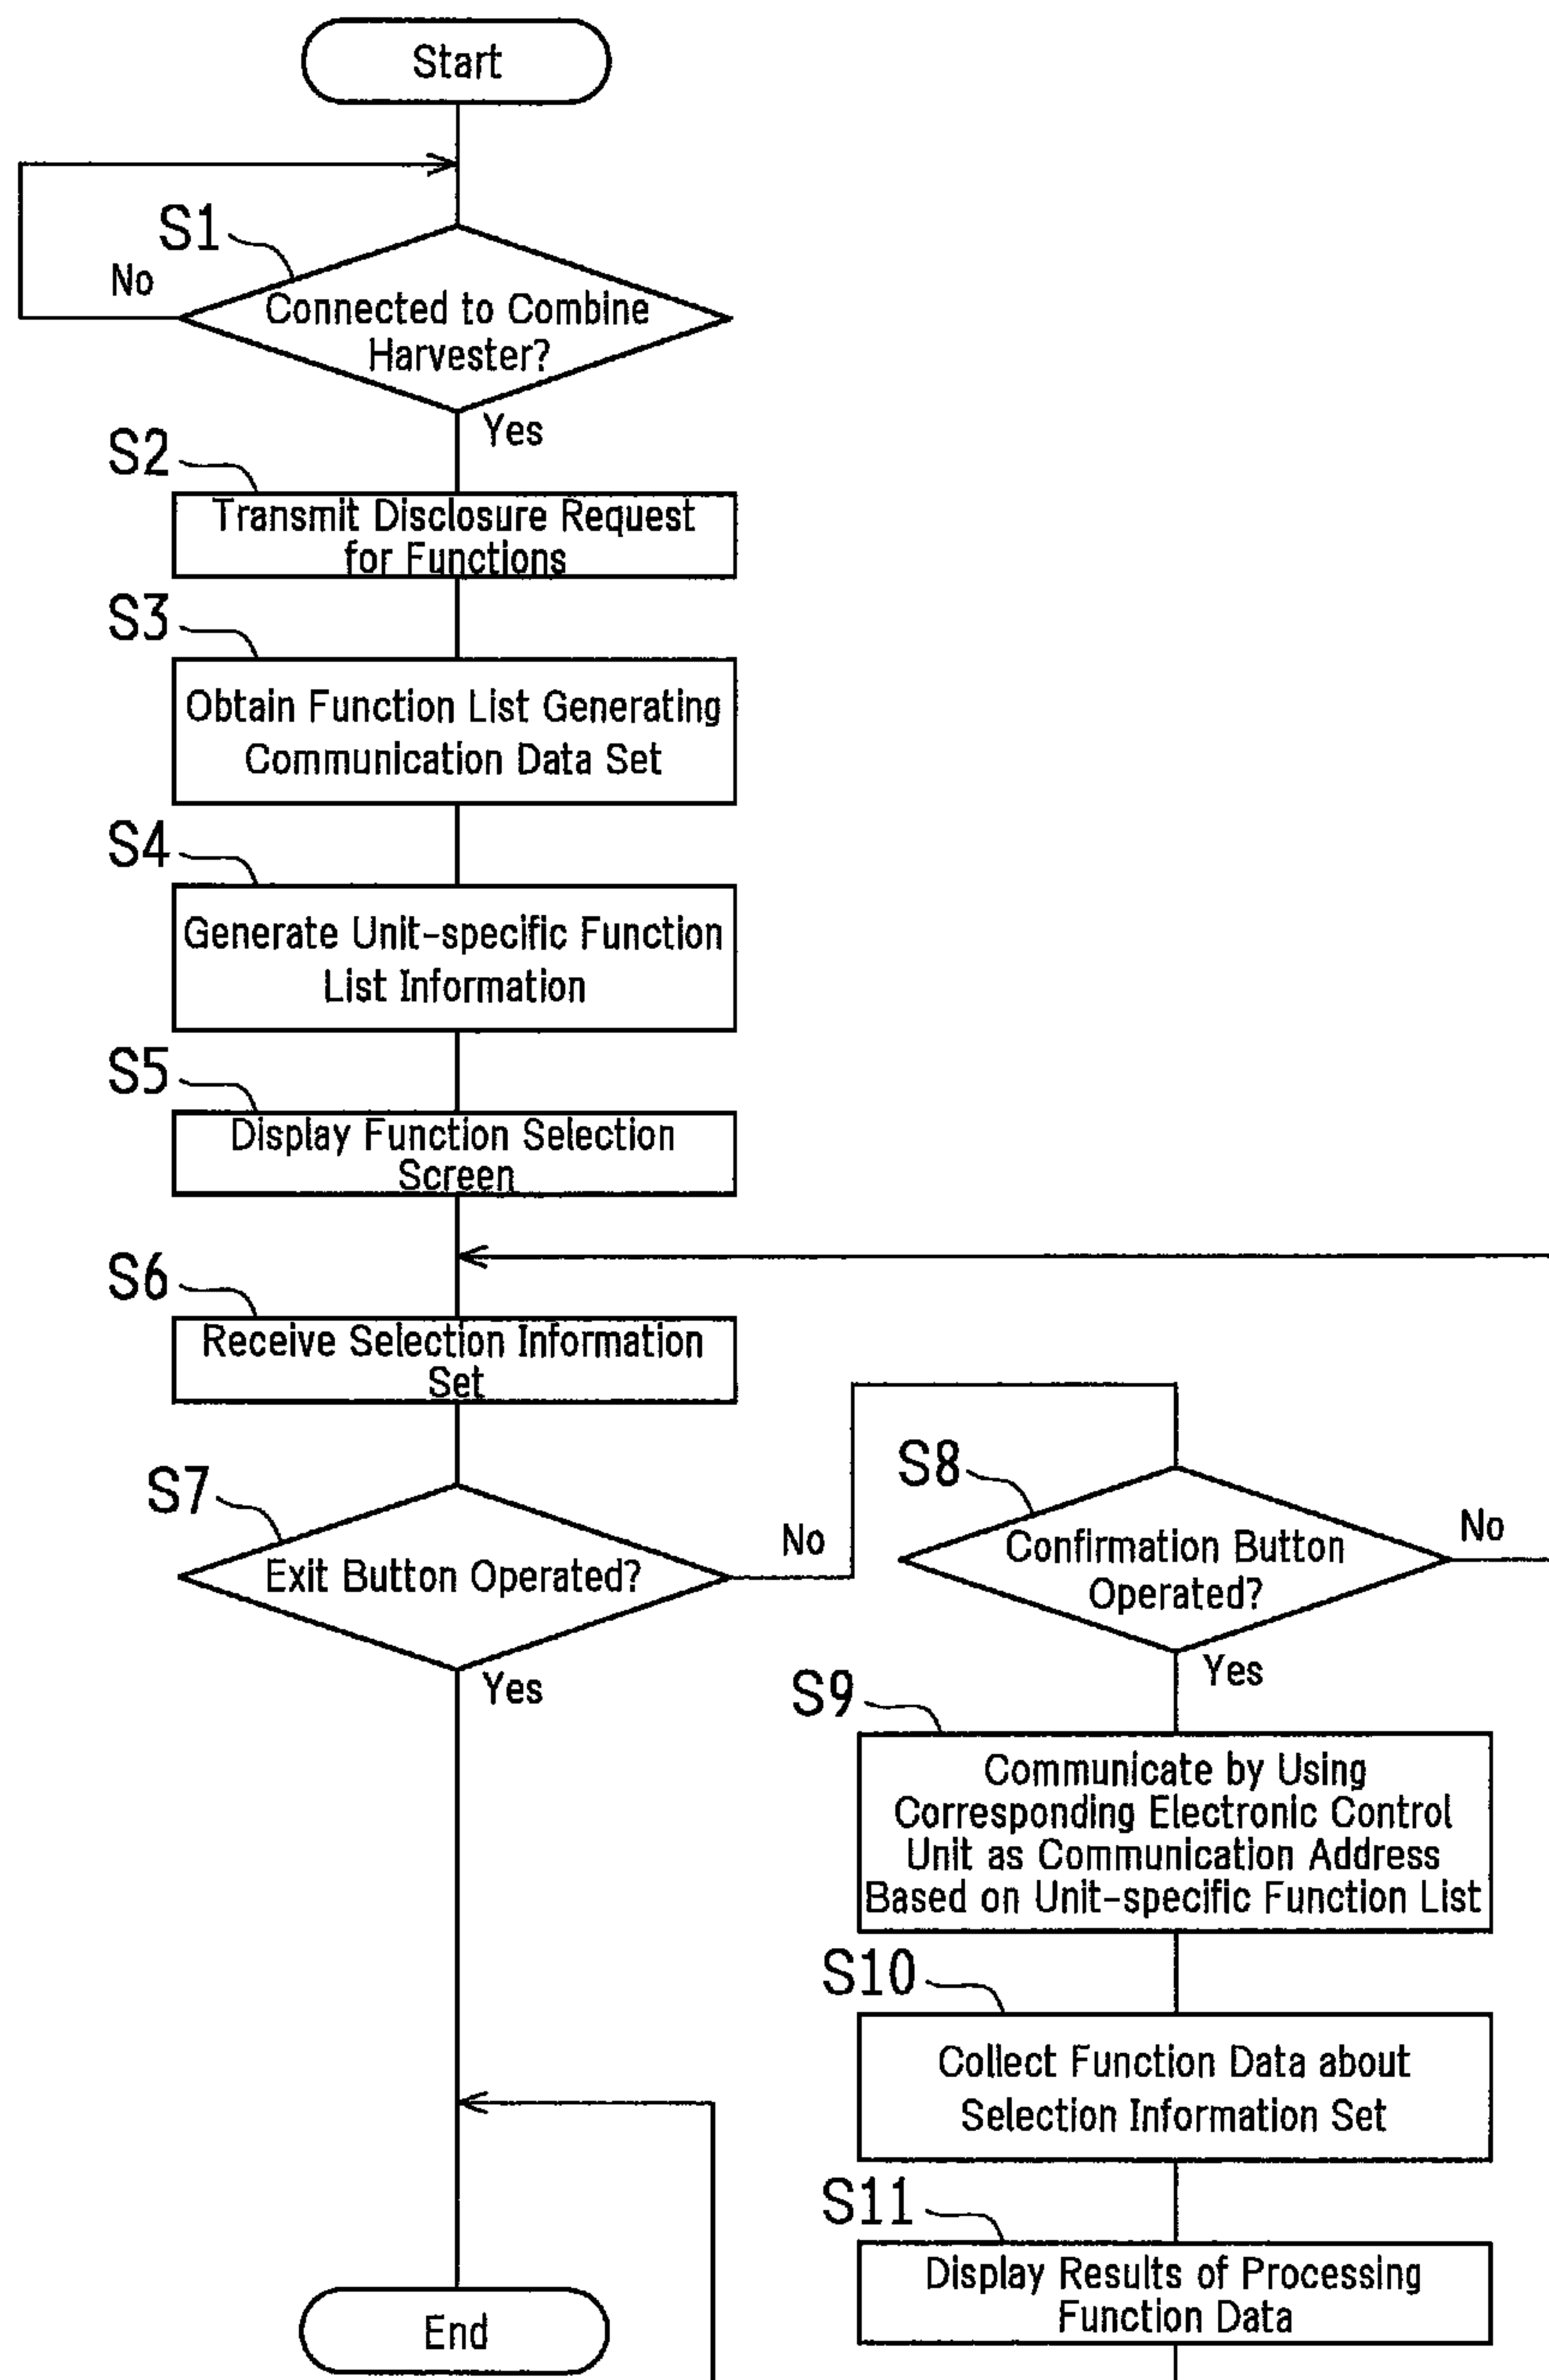 Start
S1
No
Connected to Combine
Harvester?
Yes
S2
Transmit Disclosure Request
for Functions
S3
Obtain Function List Generating
Communication Data Set
S4
Generate Unit-specific Function
List Information
S5
Display Function Selection
Screen
S6
Receive Selection Information
Set
S7
Exit Button Operated?
No
Yes
S8
Confirmation Button
Operated?
No
Yes
S9
Communicate by Using
Corresponding Electronic Control
Unit as Communication Address
Based on Unit-specific Function List
S10
Collect Function Data about
Selection Information Set
S11
Display Results of Processing
Function Data
End